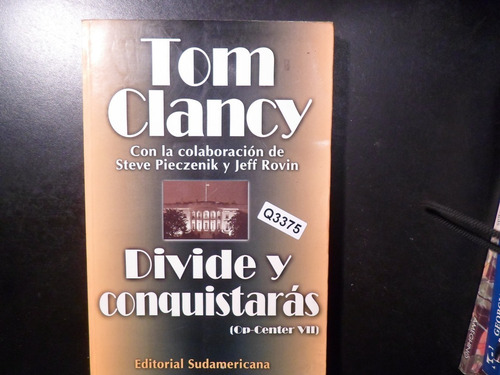 Tom
Clancy
Con la colaboración de
Steve Pieczenik y Jeff Rovin
Q3375
Divide y
conquistarás
(Op-Center VII)
Editorial Sudamericana